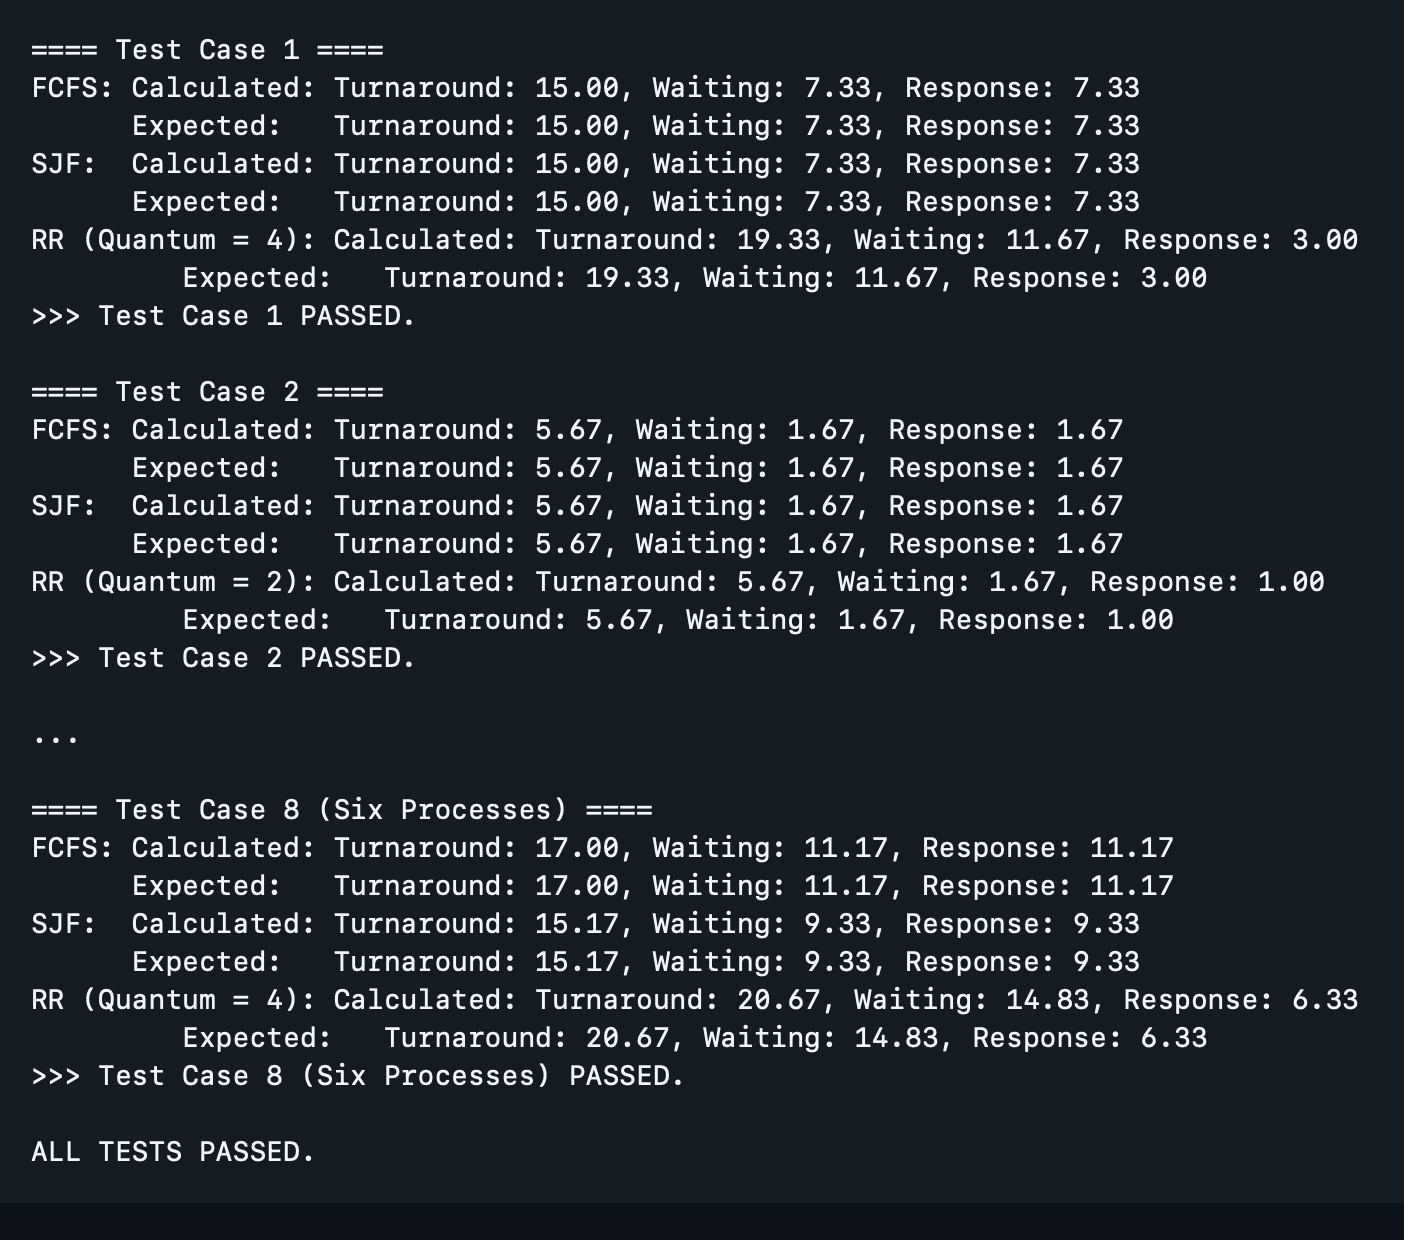 ==== Test Case 1 ====
FCFS: Calculated: Turnaround: 15.00, Waiting: 7.33, Response: 7.33
      Expected:   Turnaround: 15.00, Waiting: 7.33, Response: 7.33
SJF:  Calculated: Turnaround: 15.00, Waiting: 7.33, Response: 7.33
      Expected:   Turnaround: 15.00, Waiting: 7.33, Response: 7.33
RR (Quantum = 4): Calculated: Turnaround: 19.33, Waiting: 11.67, Response: 3.00
         Expected:   Turnaround: 19.33, Waiting: 11.67, Response: 3.00
>>> Test Case 1 PASSED.

==== Test Case 2 ====
FCFS: Calculated: Turnaround: 5.67, Waiting: 1.67, Response: 1.67
      Expected:   Turnaround: 5.67, Waiting: 1.67, Response: 1.67
SJF:  Calculated: Turnaround: 5.67, Waiting: 1.67, Response: 1.67
      Expected:   Turnaround: 5.67, Waiting: 1.67, Response: 1.67
RR (Quantum = 2): Calculated: Turnaround: 5.67, Waiting: 1.67, Response: 1.00
         Expected:   Turnaround: 5.67, Waiting: 1.67, Response: 1.00
>>> Test Case 2 PASSED.

...

==== Test Case 8 (Six Processes) ====
FCFS: Calculated: Turnaround: 17.00, Waiting: 11.17, Response: 11.17
      Expected:   Turnaround: 17.00, Waiting: 11.17, Response: 11.17
SJF:  Calculated: Turnaround: 15.17, Waiting: 9.33, Response: 9.33
      Expected:   Turnaround: 15.17, Waiting: 9.33, Response: 9.33
RR (Quantum = 4): Calculated: Turnaround: 20.67, Waiting: 14.83, Response: 6.33
         Expected:   Turnaround: 20.67, Waiting: 14.83, Response: 6.33
>>> Test Case 8 (Six Processes) PASSED.

ALL TESTS PASSED.